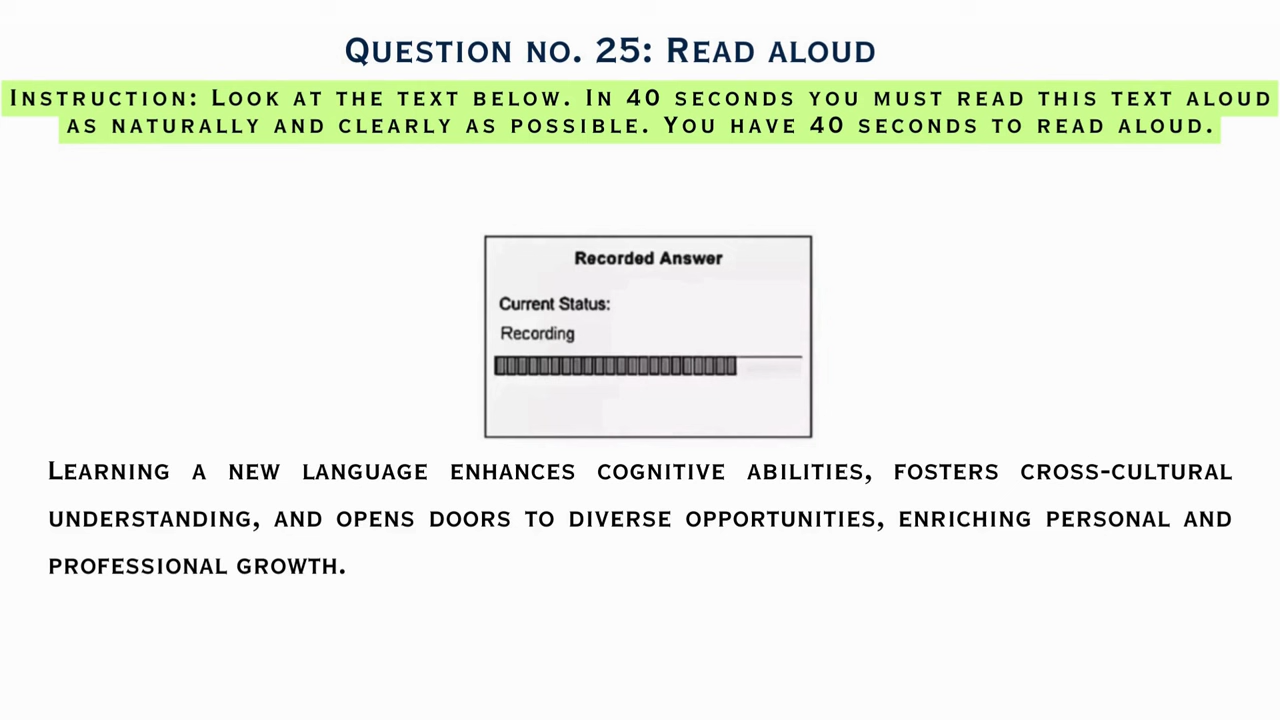 Question no. 25: Read aloud
Instruction: Look at the text below. In 40 seconds you must read this text aloud
as naturally and clearly as possible. You have 40 seconds to read aloud.
Recorded Answer
Current Status:
Recording
Learning a new language enhances cognitive abilities, fosters cross-cultural
understanding, and opens doors to diverse opportunities, enriching personal and
professional growth.